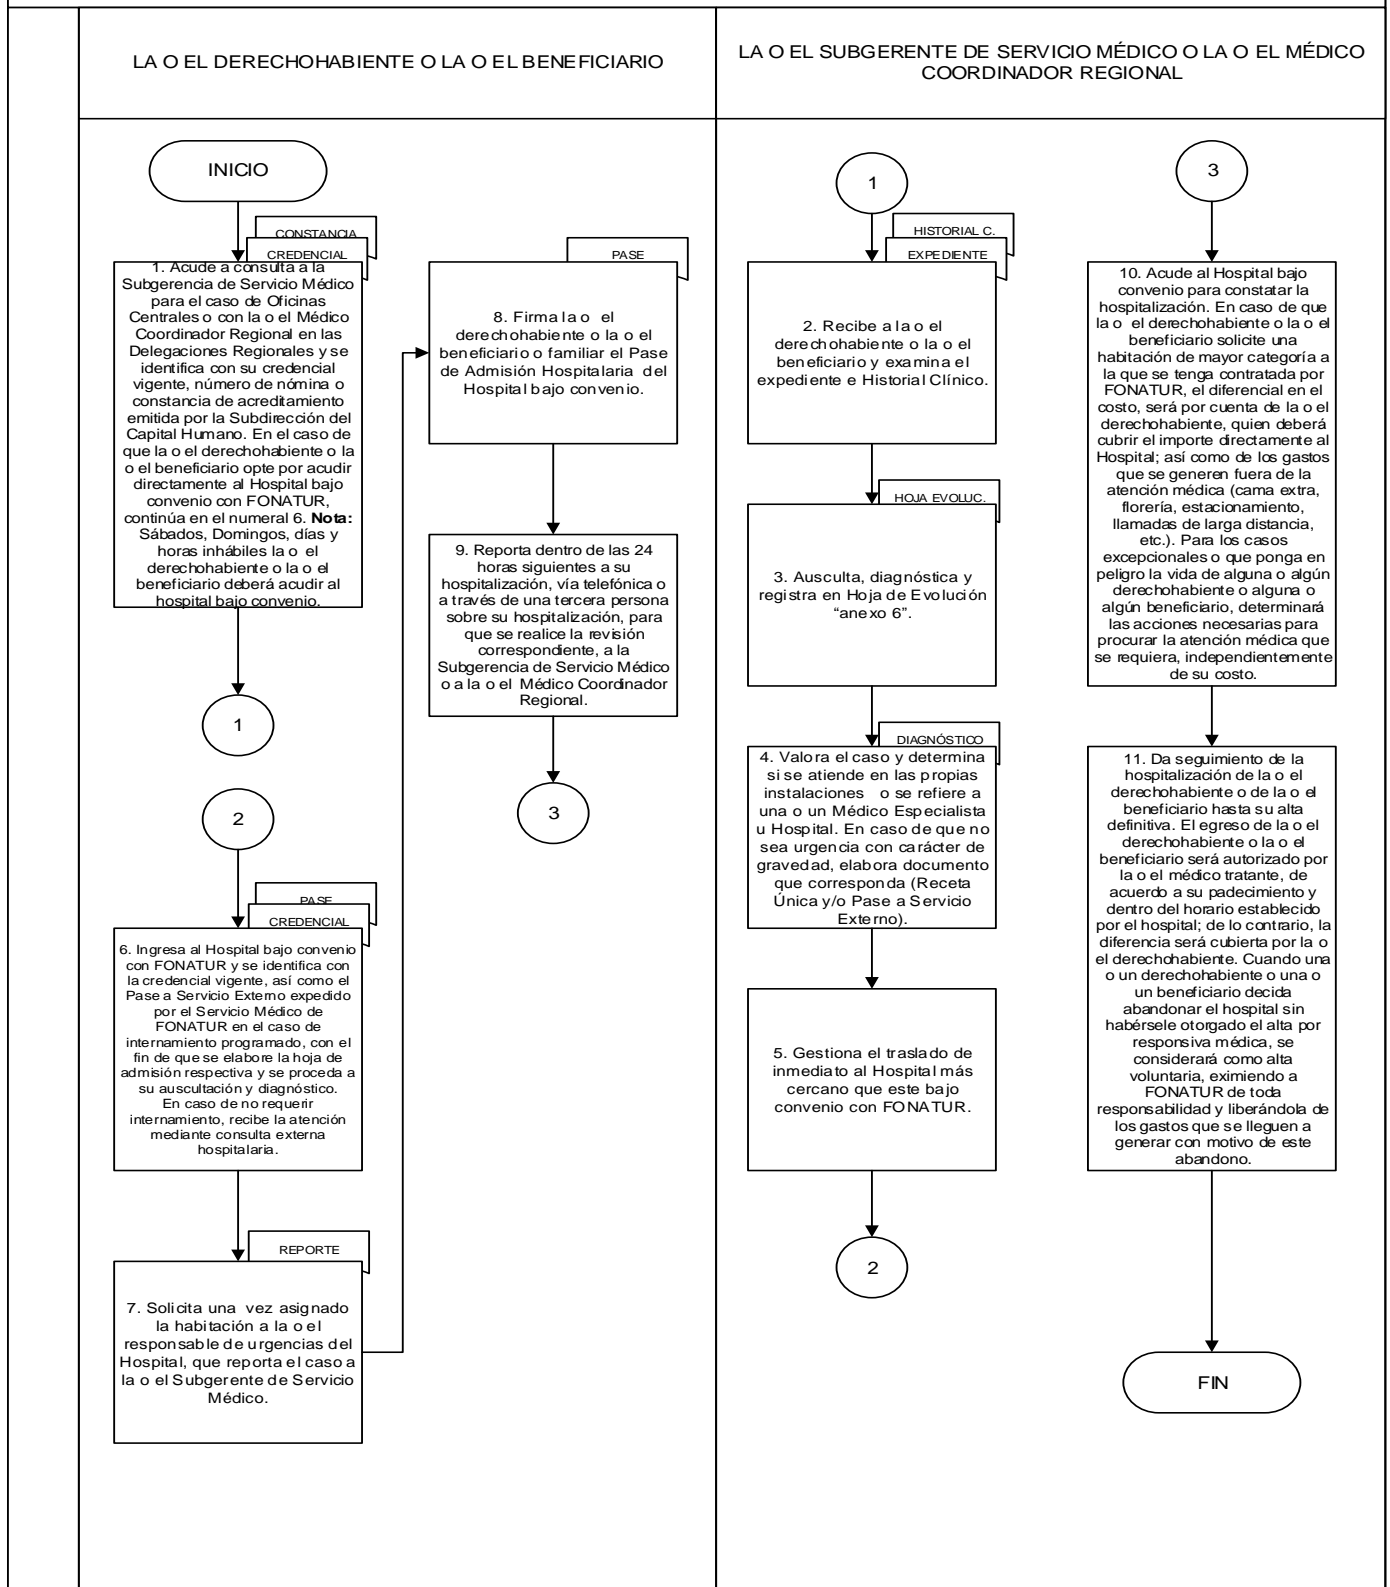 LA O EL DERECHOHABIENTE O LA O EL BENEFICIARIO
LA O EL SUBGERENTE DE SERVICIO MÉDICO O LA O EL MÉDICO
COORDINADOR REGIONAL
INICIO
CONSTANCIA
CREDENCIAL
1. Acude a consulta a la
Subgerencia de Servicio Médico
para el caso de Oficinas
Centrales o con la o el Médico
Coordinador Regional en las
Delegaciones Regionales y se
identifica con su credencial
vigente, número de nómina o
constancia de acreditamiento
emitida por la Subdirección del
Capital Humano. En el caso de
que la o el derechohabiente o la
o el beneficiario opte por acudir
directamente al Hospital bajo
convenio con FONATUR,
continúa en el numeral 6. Nota:
Sábados, Domingos, días y
horas inhábiles la o el
derechohabiente o la o el
beneficiario deberá acudir al
hospital bajo convenio.
1
2
PASE
CREDENCIAL
6. Ingresa al Hospital bajo convenio
con FONATUR y se identifica con
la credencial vigente, así como el
Pase a Servicio Externo expedido
por el Servicio Médico de
FONATUR en el caso de
internamiento programado, con el
fin de que se elabore la hoja de
admisión respectiva y se proceda a
su auscultación y diagnóstico.
En caso de no requerir
internamiento, recibe la atención
mediante consulta externa
hospitalaria.
REPORTE
7. Solicita una vez asignado
la habitación a la o el
responsable de urgencias del
Hospital, que reporta el caso a
la o el Subgerente de Servicio
Médico.
PASE
8. Firma la o el
derechohabiente o la o el
beneficiario o familiar el Pase
de Admisión Hospitalaria del
Hospital bajo convenio.
9. Reporta dentro de las 24
horas siguientes a su
hospitalización, vía telefónica o
a través de una tercera persona
sobre su hospitalización, para
que se realice la revisión
correspondiente, a la
Subgerencia de Servicio Médico
o a la o el Médico Coordinador
Regional.
3
1
HISTORIAL C.
EXPEDIENTE
2. Recibe a la o el
derechohabiente o la o el
beneficiario y examina el
expediente e Historial Clínico.
HOJA EVOLUC.
3. Ausculta, diagnóstica y
registra en Hoja de Evolución
“anexo 6”.
DIAGNÓSTICO
4. Valora el caso y determina
si se atiende en las propias
instalaciones o se refiere a
una o un Médico Especialista
u Hospital. En caso de que no
sea urgencia con carácter de
gravedad, elabora documento
que corresponda (Receta
Única y/o Pase a Servicio
Externo).
5. Gestiona el traslado de
inmediato al Hospital más
cercano que este bajo
convenio con FONATUR.
2
3
10. Acude al Hospital bajo
convenio para constatar la
hospitalización. En caso de que
la o el derechohabiente o la o el
beneficiario solicite una
habitación de mayor categoría a
la que se tenga contratada por
FONATUR, el diferencial en el
costo, será por cuenta de la o el
derechohabiente, quien deberá
cubrir el importe directamente al
Hospital; así como de los gastos
que se generen fuera de la
atención médica (cama extra,
florería, estacionamiento,
llamadas de larga distancia,
etc.). Para los casos
excepcionales o que ponga en
peligro la vida de alguna o algún
derechohabiente o alguna o
algún beneficiario, determinará
las acciones necesarias para
procurar la atención médica que
se requiera, independientemente
de su costo.
11. Da seguimiento de la
hospitalización de la o el
derechohabiente o de la o el
beneficiario hasta su alta
definitiva. El egreso de la o el
derechohabiente o la o el
beneficiario será autorizado por
la o el médico tratante, de
acuerdo a su padecimiento y
dentro del horario establecido
por el hospital; de lo contrario, la
diferencia será cubierta por la o
el derechohabiente. Cuando una
o un derechohabiente o una o
un beneficiario decida
abandonar el hospital sin
habérsele otorgado el alta por
responsiva médica, se
considerará como alta
voluntaria, eximiendo a
FONATUR de toda
responsabilidad y liberándola de
los gastos que se lleguen a
generar con motivo de este
abandono.
FIN